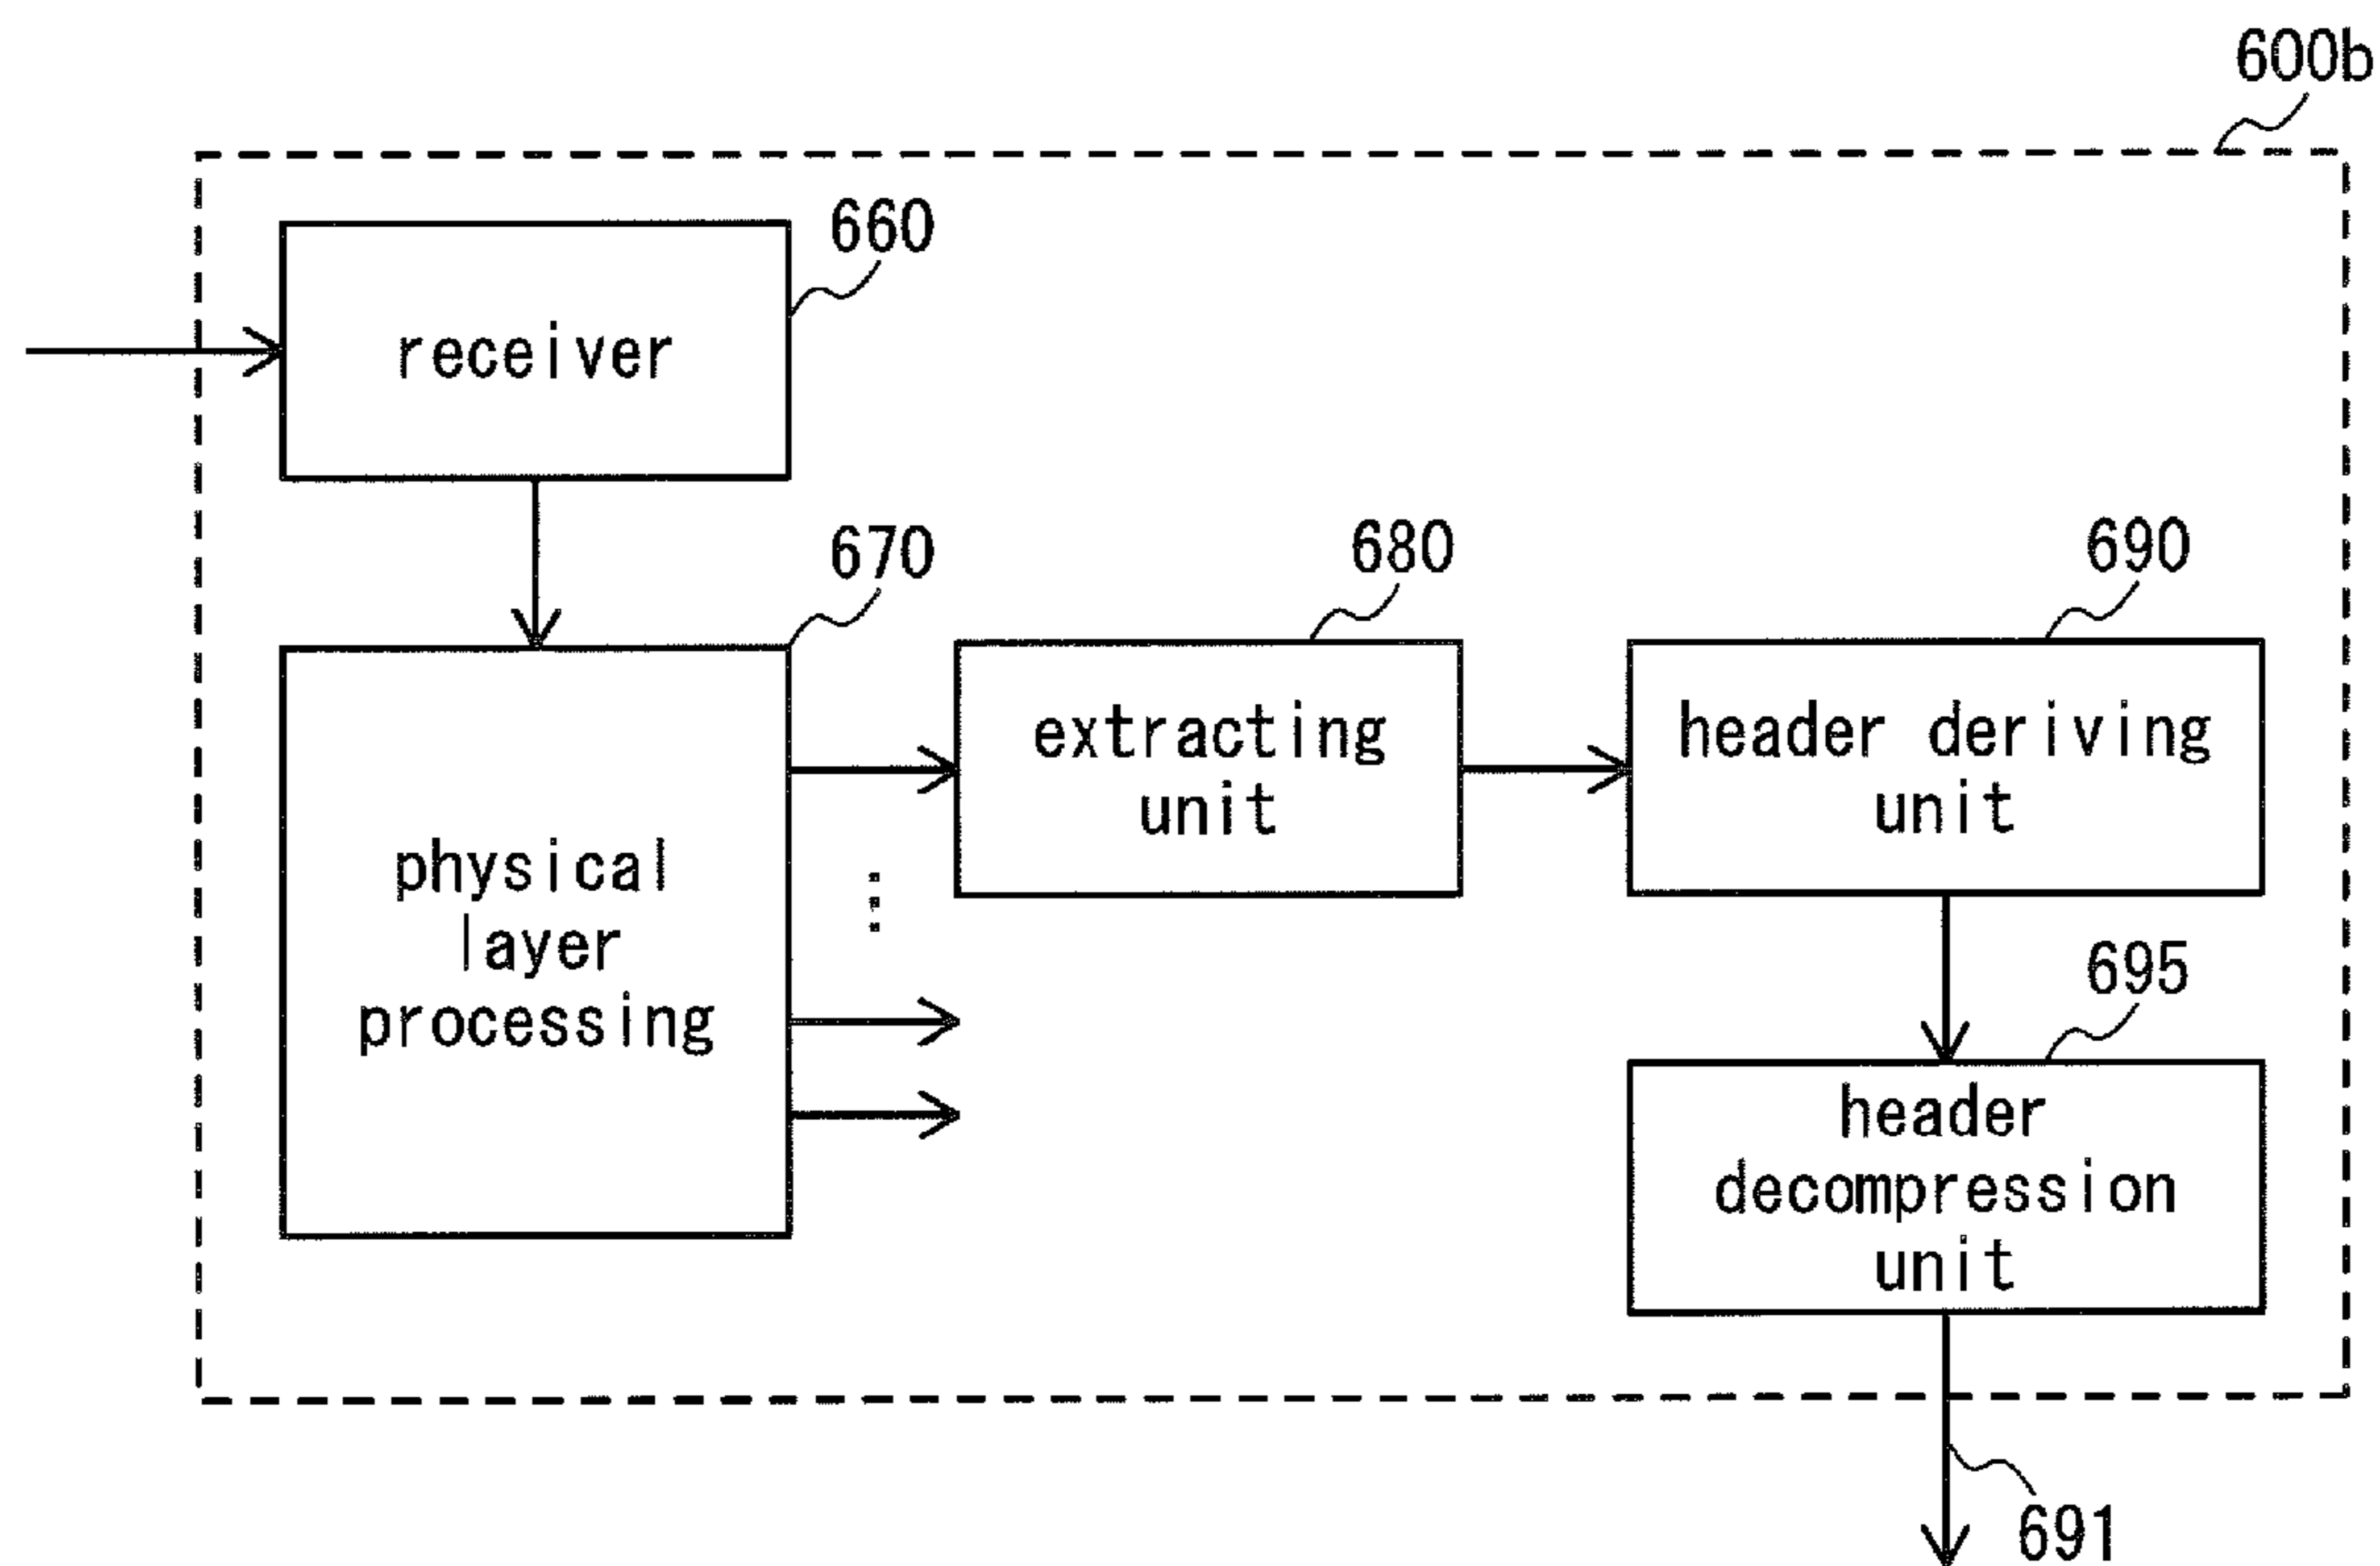 600b
660
receiver
670
680
690
physical
layer
processing
extracting
unit
header deriving
unit
695
header
decompression
unit
691